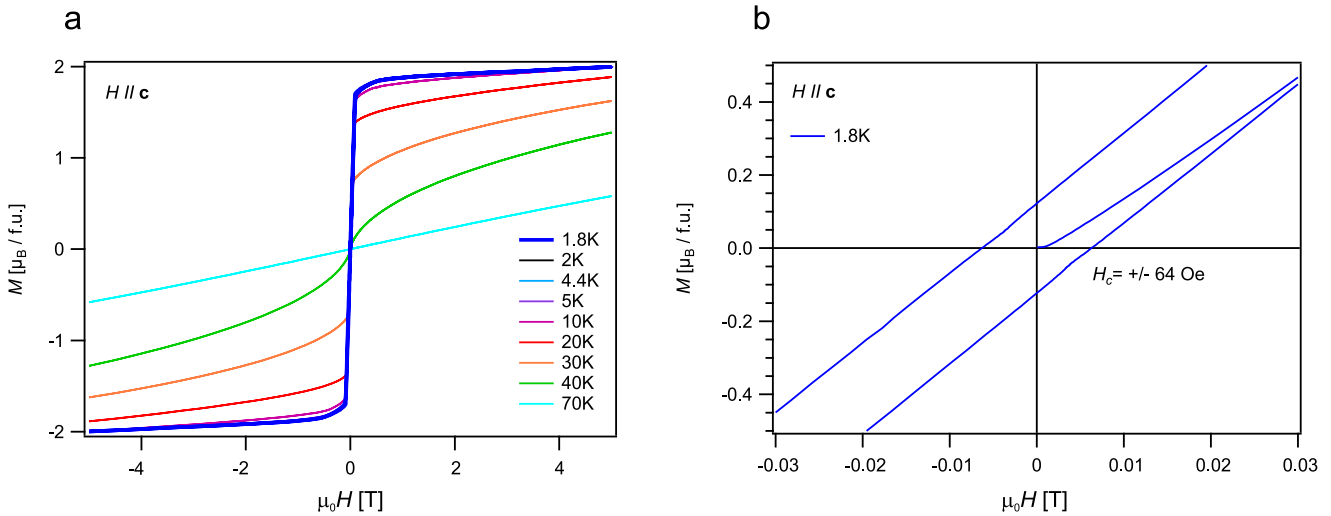 a
H // c
M [μB / f.u.]
2
1
0
-1
-2
1.8K
2K
4.4K
5K
10K
20K
30K
40K
70K
-4
-2
0
2
4
μ0H [T]
b
H // c
1.8K
M [μB / f.u.]
0.4
0.2
0.0
-0.2
-0.4
Hc= +/- 64 Oe
-0.03
-0.02
-0.01
0
0.01
0.02
0.03
μ0H [T]